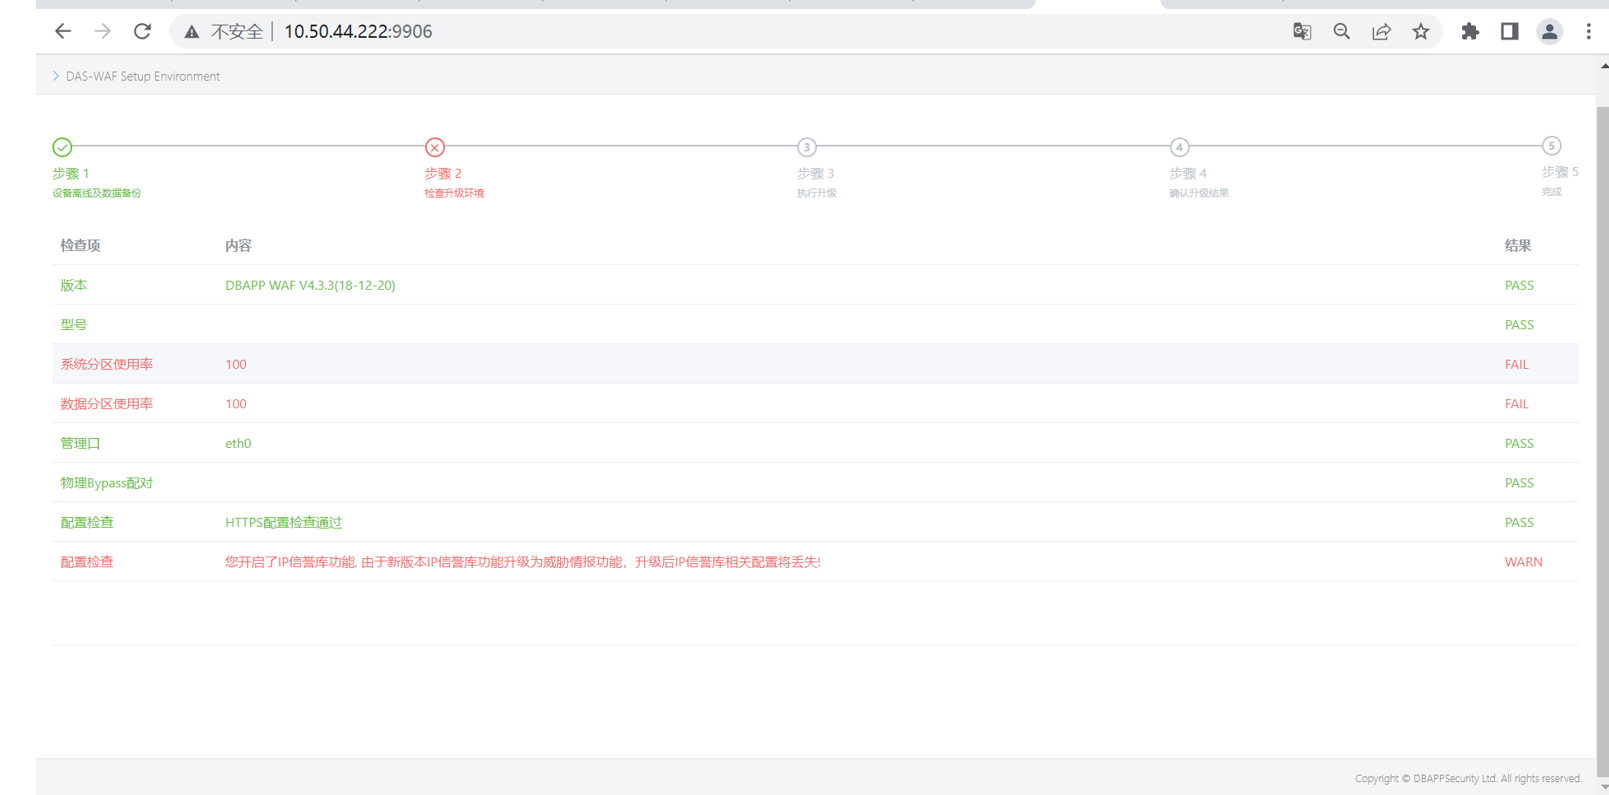 不安全 10.50.44.222:9906
DAS-WAF Setup Environment
3
4
5
步骤 1
步骤 2
步骤 3
步骤 4
步骤 5
设备离线及数据备份
检查升级环境
执行升级
确认升级结果
完成
检查项 内容 结果
版本 DBAPP WAF V4.3.3(18-12-20) PASS
型号 PASS
系统分区使用率 100 FAIL
数据分区使用率 100 FAIL
管理口 eth0 PASS
物理Bypass配对 PASS
配置检查 HTTPS配置检查通过 PASS
配置检查 您开启了IP信誉库功能, 由于新版本IP信誉库功能升级为威胁情报功能，升级后IP信誉库相关配置将丢失! WARN
Copyright © DBAPPSecurity Ltd. All rights reserved.